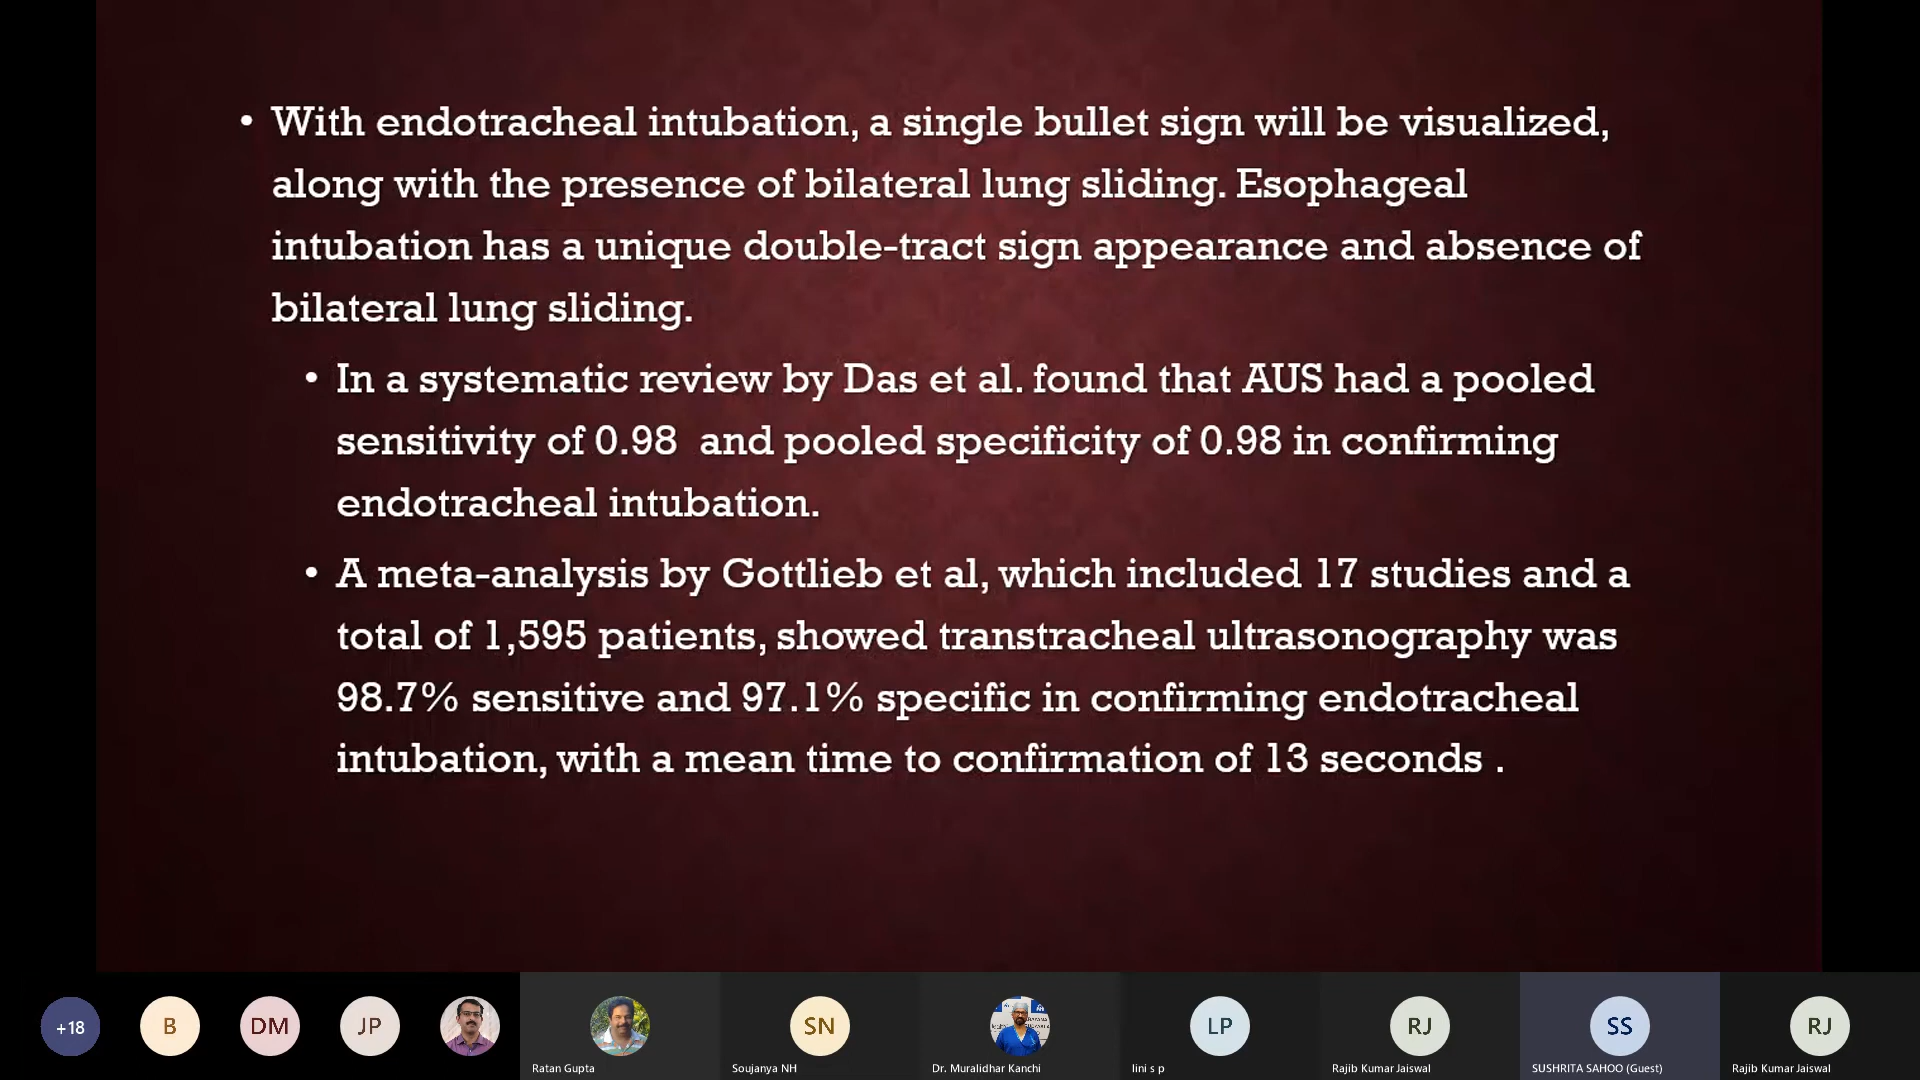 • With endotracheal intubation, a single bullet sign will be visualized,
along with the presence of bilateral lung sliding. Esophageal
intubation has a unique double-tract sign appearance and absence of
bilateral lung sliding.
• In a systematic review by Das et al. found that AUS had a pooled
sensitivity of 0.98 and pooled specificity of 0.98 in confirming
endotracheal intubation.
• A meta-analysis by Gottlieb et al, which included 17 studies and a
total of 1,595 patients, showed transtracheal ultrasonography was
98.7% sensitive and 97.1% specific in confirming endotracheal
intubation, with a mean time to confirmation of 13 seconds .
+18
B
DM
JP
SN
LP
RJ
SS
RJ
Ratan Gupta
Soujanya NH
Dr. Muralidhar Kanchi
lini s p
Rajib Kumar Jaiswal
SUSHRITA SAHOO (Guest)
Rajib Kumar Jaiswal